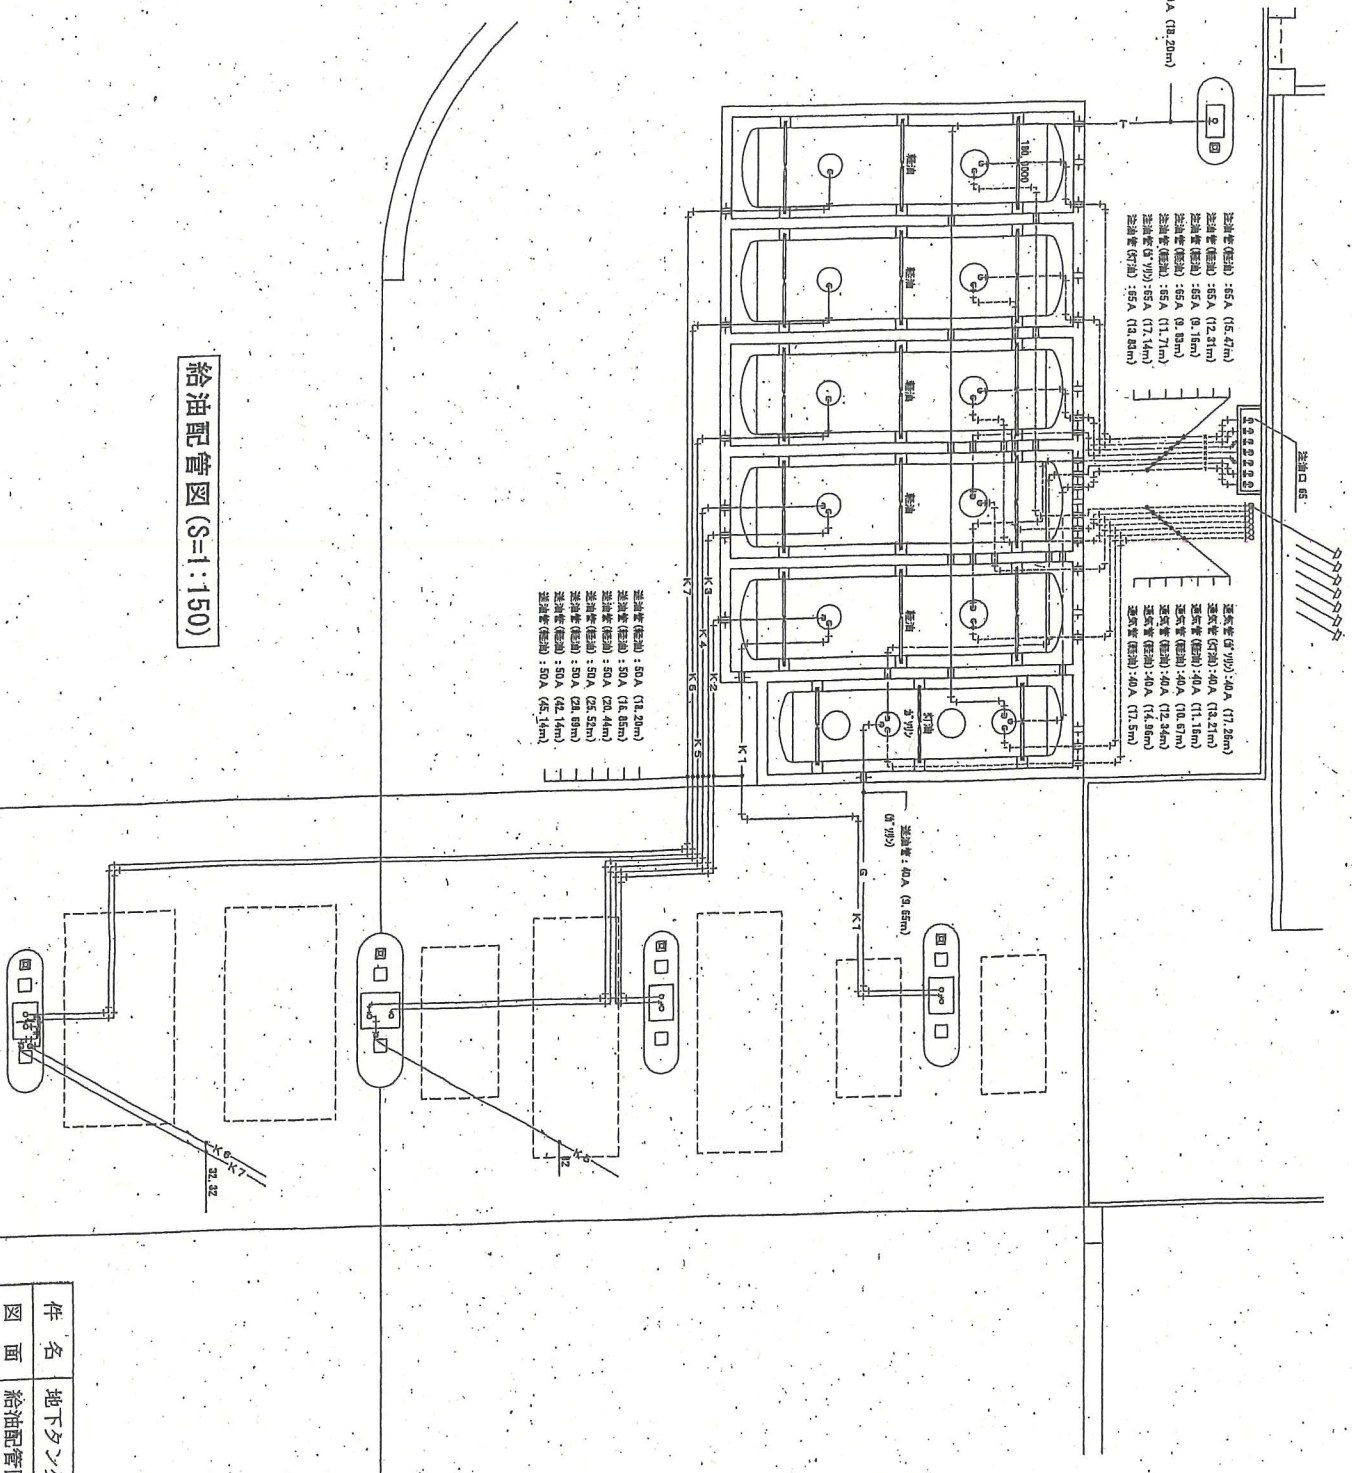 A (18.20m)
回
注油管(軽油):65A (15.47m)
注油管(軽油):65A (12.31m)
注油管(軽油):65A (9.16m)
注油管(軽油):65A (9.83m)
注油管(軽油):65A (11.71m)
注油管(ガソリン):65A (17.14m)
注油管(灯油):65A (13.83m)
注油口 65
通気管(ガソリン):40A (17.26m)
通気管(灯油):40A (13.21m)
通気管(軽油):40A (11.16m)
通気管(軽油):40A (10.67m)
通気管(軽油):40A (12.34m)
通気管(軽油):40A (14.96m)
通気管(軽油):40A (17.5m)
180,0000
軽油
軽油
軽油
軽油
軽油
灯油
ガソリン
K3
K7
K4
K2
K6
K5
K1
送油管(軽油):50A (18.20m)
送油管(軽油):50A (16.85m)
送油管(軽油):50A (20.44m)
送油管(軽油):50A (25.52m)
送油管(軽油):50A (28.69m)
送油管(軽油):50A (42.14m)
送油管(軽油):50A (45.14m)
送油管:40A (9.65m)
(ガソリン)
G
K1
回
回
回
回
K6
K7
32.32
給油配管図 (S=1:150)
件 名 地下タン
図 面 給油配管